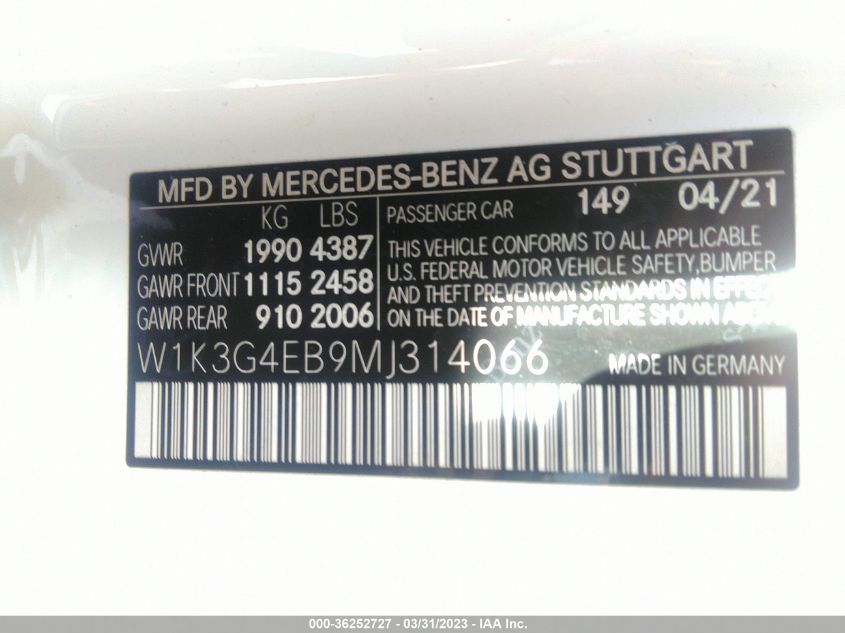 MFD BY MERCEDES-BENZ AG STUTTGART
KG LBS
PASSENGER CAR 149 04/21
GVWR 1990 4387
GAWR FRONT 1115 2458
GAWR REAR 910 2006
THIS VEHICLE CONFORMS TO ALL APPLICABLE
U.S. FEDERAL MOTOR VEHICLE SAFETY, BUMPER
AND THEFT PREVENTION STANDARDS IN EFFECT
ON THE DATE OF MANUFACTURE SHOWN ABOVE
W1K3G4EB9MJ314066 MADE IN GERMANY
000-36252727 - 03/31/2023 - IAA Inc.